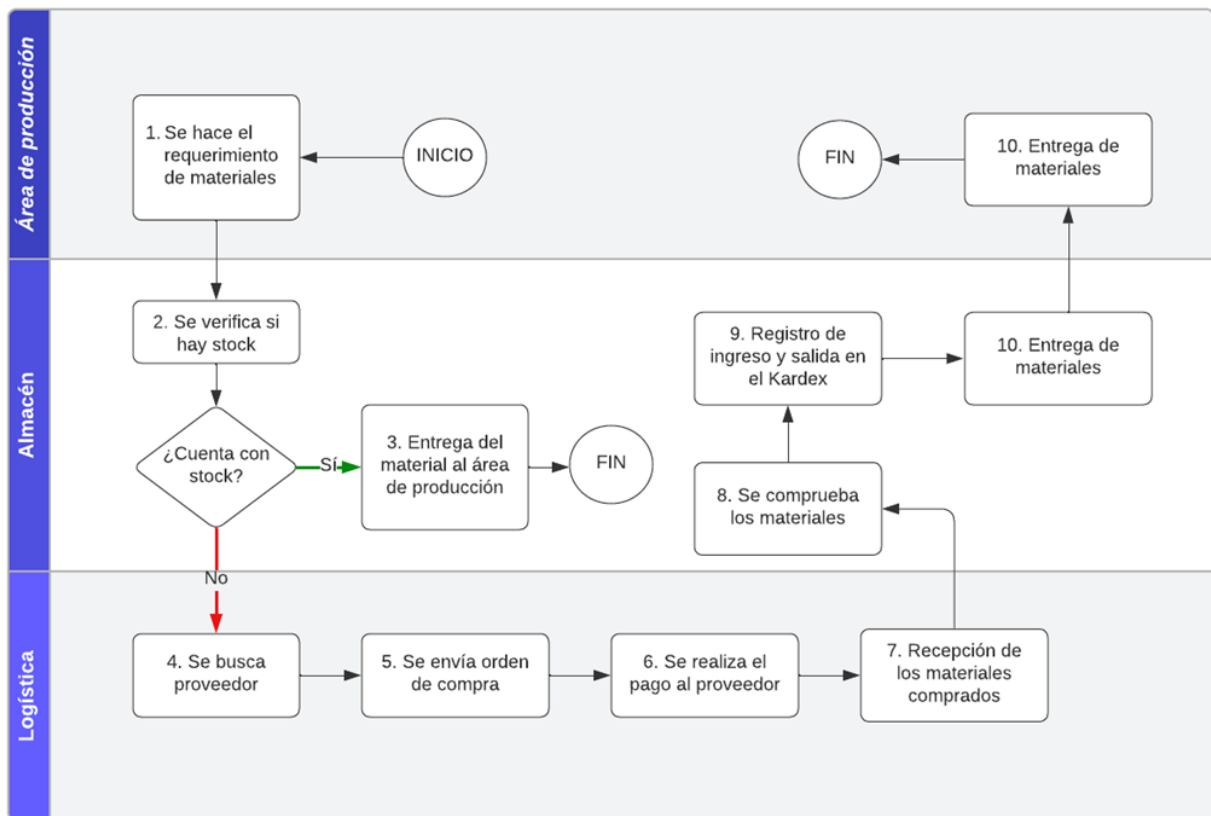 Área de producción
1. Se hace el
requerimiento
de materiales
INICIO
FIN
10. Entrega de
materiales
Almacén
2. Se verifica si
hay stock
¿Cuenta con
stock?
Sí
3. Entrega del
material al área
de producción
FIN
9. Registro de
ingreso y salida en
el Kardex
10. Entrega de
materiales
8. Se comprueba
los materiales
No
Logística
4. Se busca
proveedor
5. Se envía orden
de compra
6. Se realiza el
pago al proveedor
7. Recepción de
los materiales
comprados